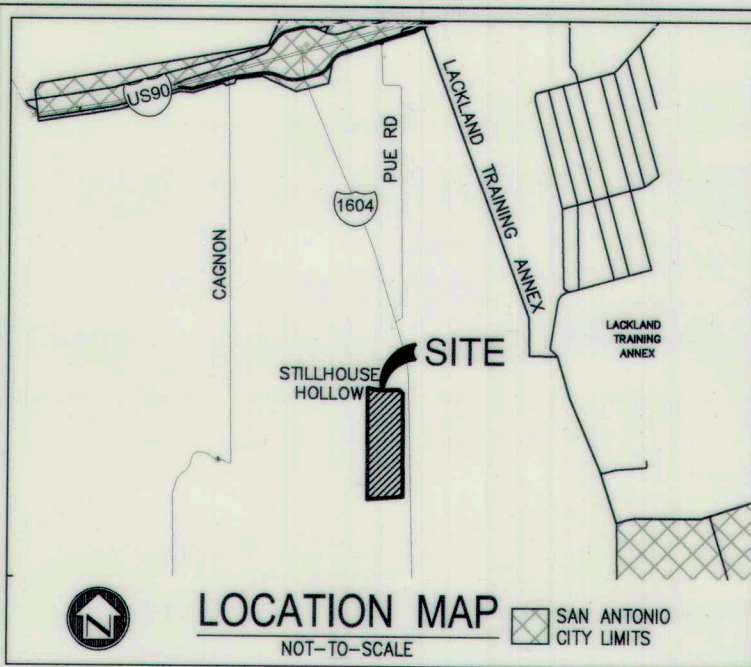 US90
PUE RD
LACKLAND TRAINING ANNEX
1604
CAGNON
LACKLAND
TRAINING
ANNEX
SITE
STILLHOUSE
HOLLOW
N
LOCATION MAP
NOT-TO-SCALE
SAN ANTONIO
CITY LIMITS